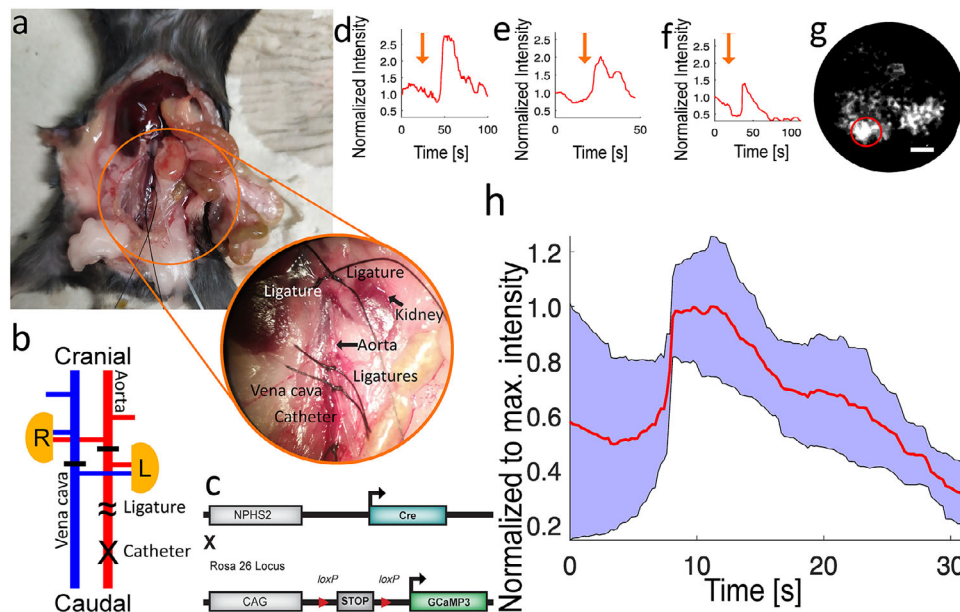 a
Ligature
Ligature
Kidney
Aorta
Ligatures
Vena cava
Catheter
b
Cranial
Aorta
R
L
Vena cava
Ligature
Catheter
X
Caudal
c
NPHS2
Cre
X
Rosa 26 Locus
loxP
loxP
CAG
STOP
GCaMP3
d
Normalized Intensity
2.5
2.0
1.5
1.0
0
50
100
Time [s]
e
Normalized Intensity
2.5
2.0
1.5
1.0
0
50
Time [s]
f
Normalized Intensity
2.5
2.0
1.5
1.0
0.5
0
50
100
Time [s]
g
h
Normalized to max. intensity
1.2
1.0
0.8
0.6
0.4
0.2
0
10
20
30
Time [s]